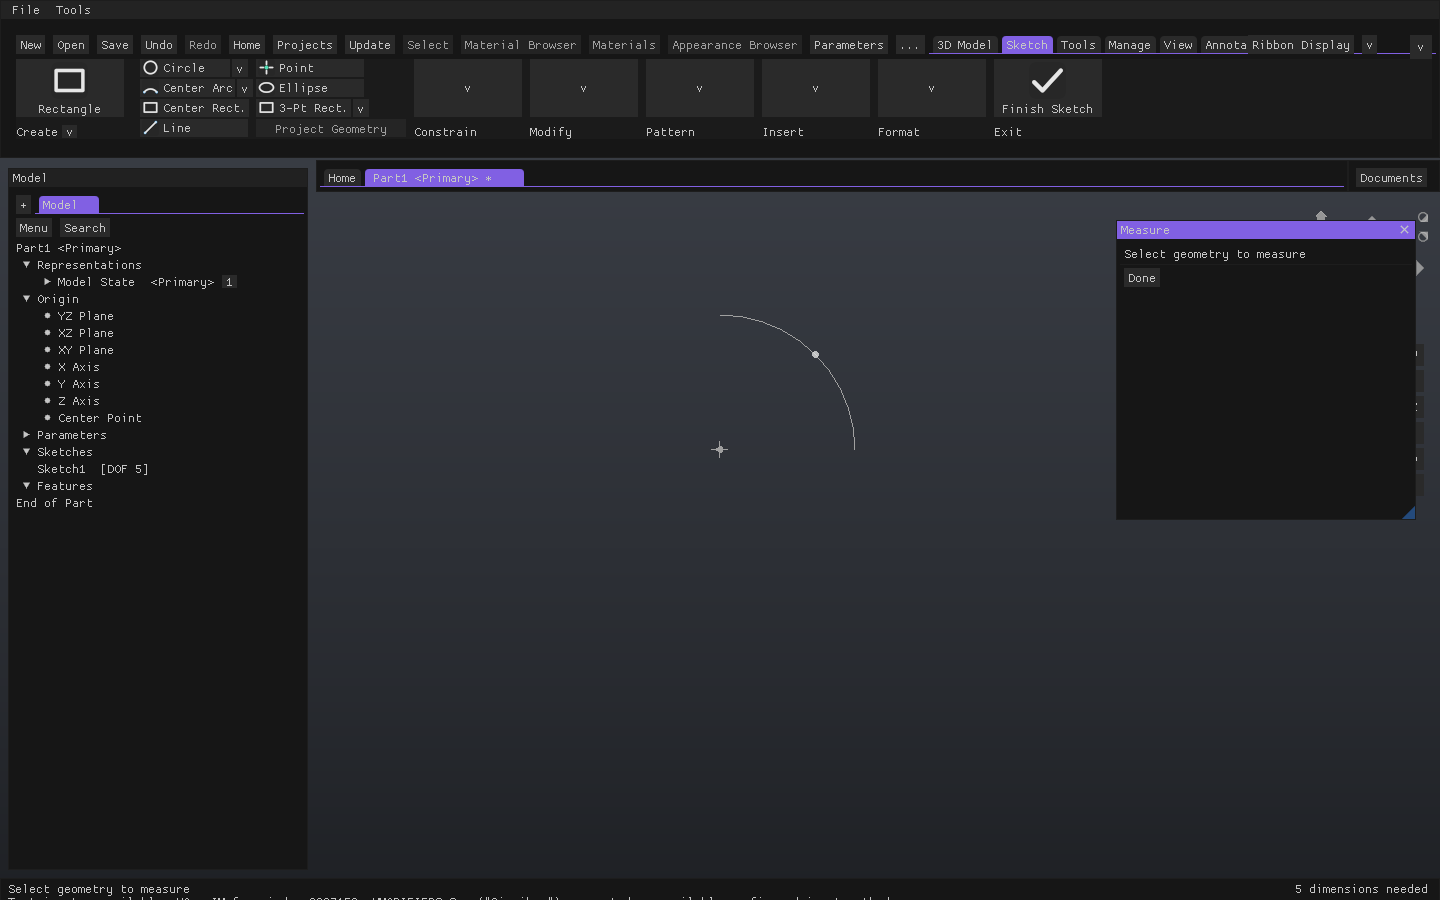 File Tools
New Open Save Undo Redo Home Projects Update Select Material Browser Materials Appearance Browser Parameters ... 3D Model Sketch Tools Manage View Annota Ribbon Display v v
Circle v Point
Center Arc v Ellipse v v v v v
Rectangle Center Rect. 3-Pt Rect. v Finish Sketch
Create v Line Project Geometry Constrain Modify Pattern Insert Format Exit
Model
Home Part1 <Primary> * Documents
+ Model
Menu Search
Part1 <Primary>
Representations
Model State <Primary> 1
Origin
YZ Plane
XZ Plane
XY Plane
X Axis
Y Axis
Z Axis
Center Point
Parameters
Sketches
Sketch1 [DOF 5]
Features
End of Part
Measure
Select geometry to measure
Done
Select geometry to measure 5 dimensions needed